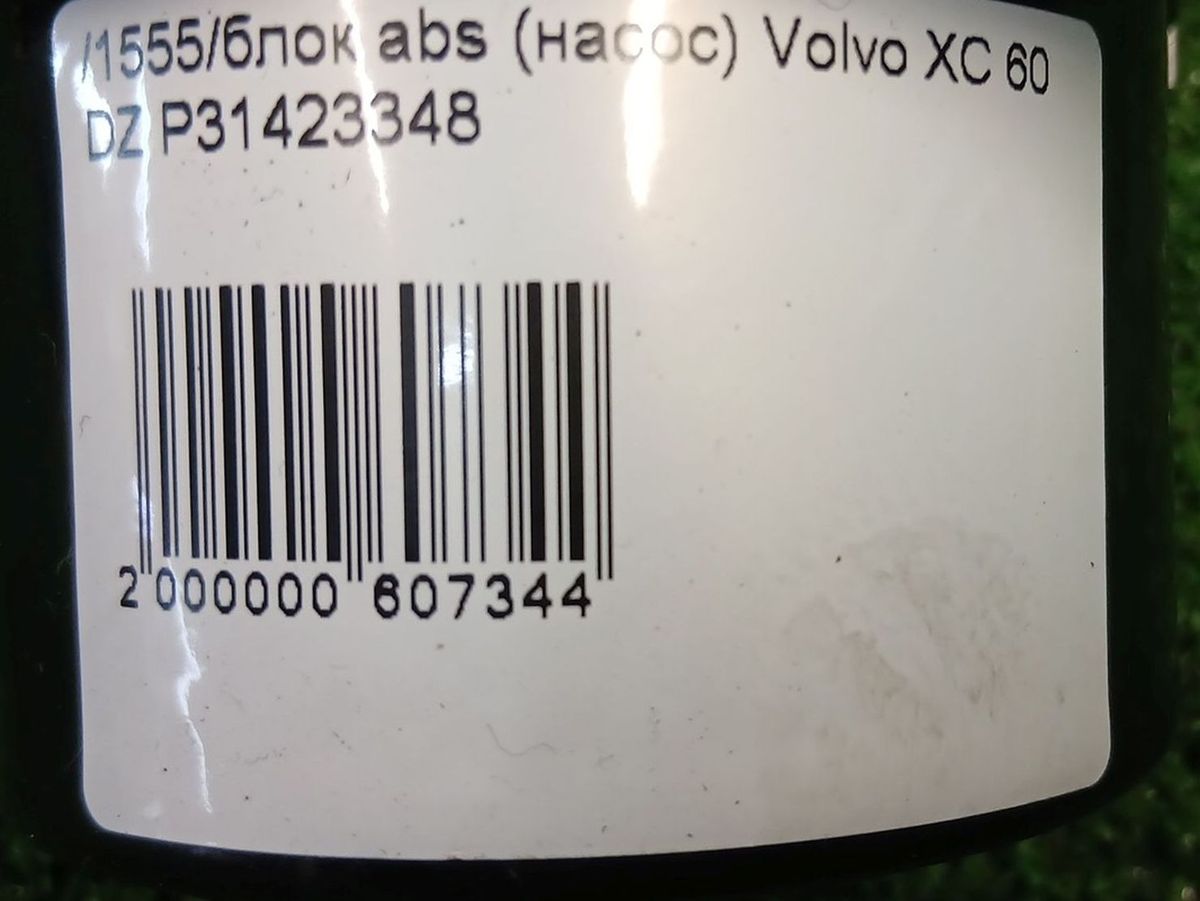 /1555/блок abs (насос) Volvo XC 60
DZ P31423348
2 000000 607344